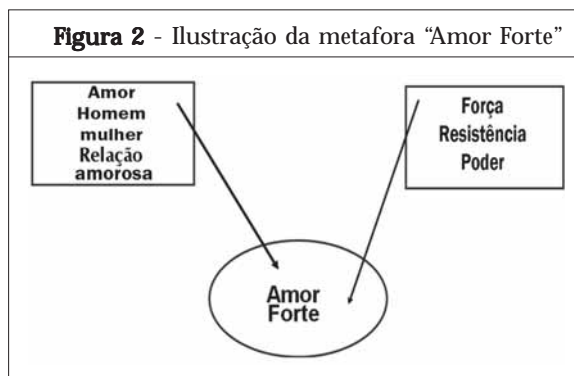 Figura 2 - Ilustração da metafora “Amor Forte”
Amor
Homem
mulher
Relação
amorosa
Força
Resistência
Poder
Amor
Forte